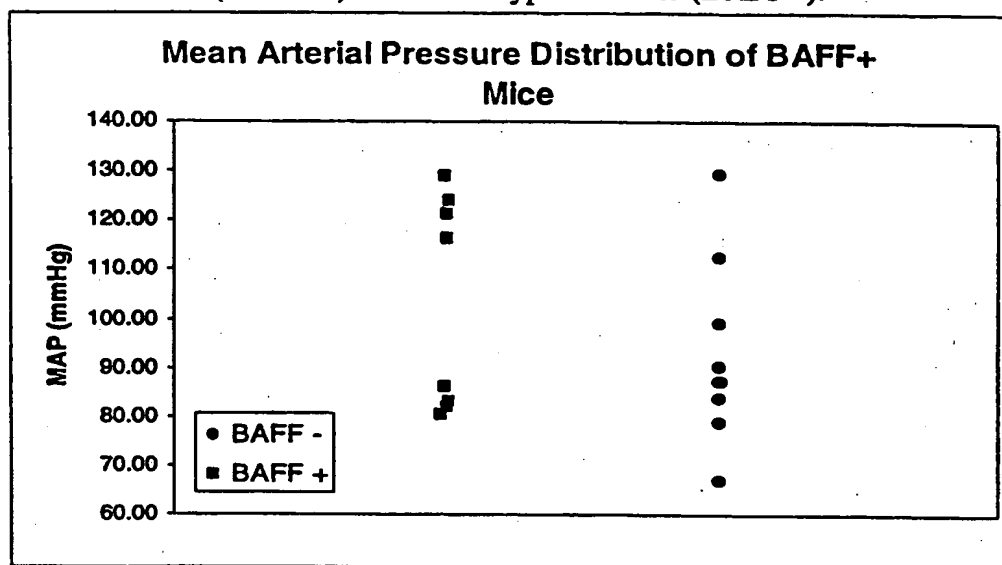 Mean Arterial Pressure Distribution of BAFF+
Mice
140.00
130.00
120.00
110.00
100.00
90.00
80.00
70.00
60.00
MAP (mmHg)
BAFF -
BAFF +